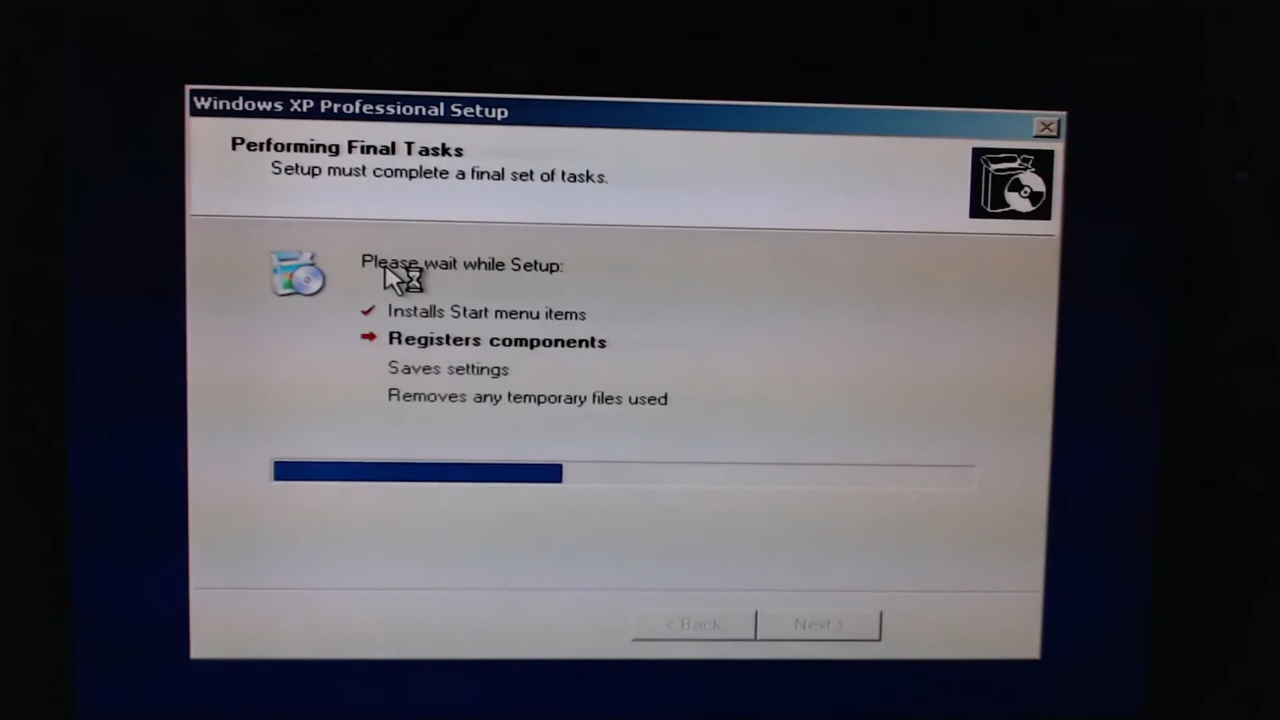 Windows XP Professional Setup
Performing Final Tasks
Setup must complete a final set of tasks.
Please wait while Setup:
Installs Start menu items
Registers components
Saves settings
Removes any temporary files used
< Back
Next >